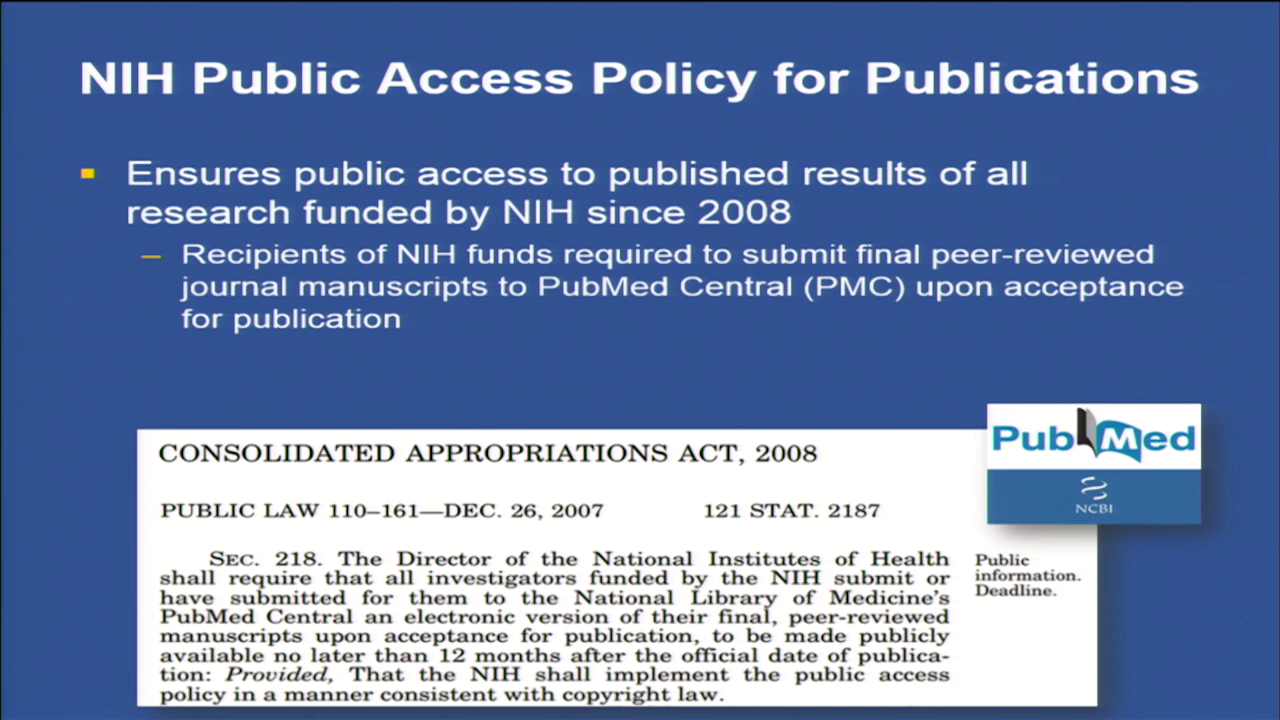 NIH Public Access Policy for Publications
Ensures public access to published results of all
research funded by NIH since 2008
– Recipients of NIH funds required to submit final peer-reviewed
journal manuscripts to PubMed Central (PMC) upon acceptance
for publication
PubMed
NCBI
CONSOLIDATED APPROPRIATIONS ACT, 2008
PUBLIC LAW 110–161—DEC. 26, 2007 121 STAT. 2187
SEC. 218. The Director of the National Institutes of Health
shall require that all investigators funded by the NIH submit or
have submitted for them to the National Library of Medicine's
PubMed Central an electronic version of their final, peer-reviewed
manuscripts upon acceptance for publication, to be made publicly
available no later than 12 months after the official date of publica-
tion: Provided, That the NIH shall implement the public access
policy in a manner consistent with copyright law.
Public
information.
Deadline.